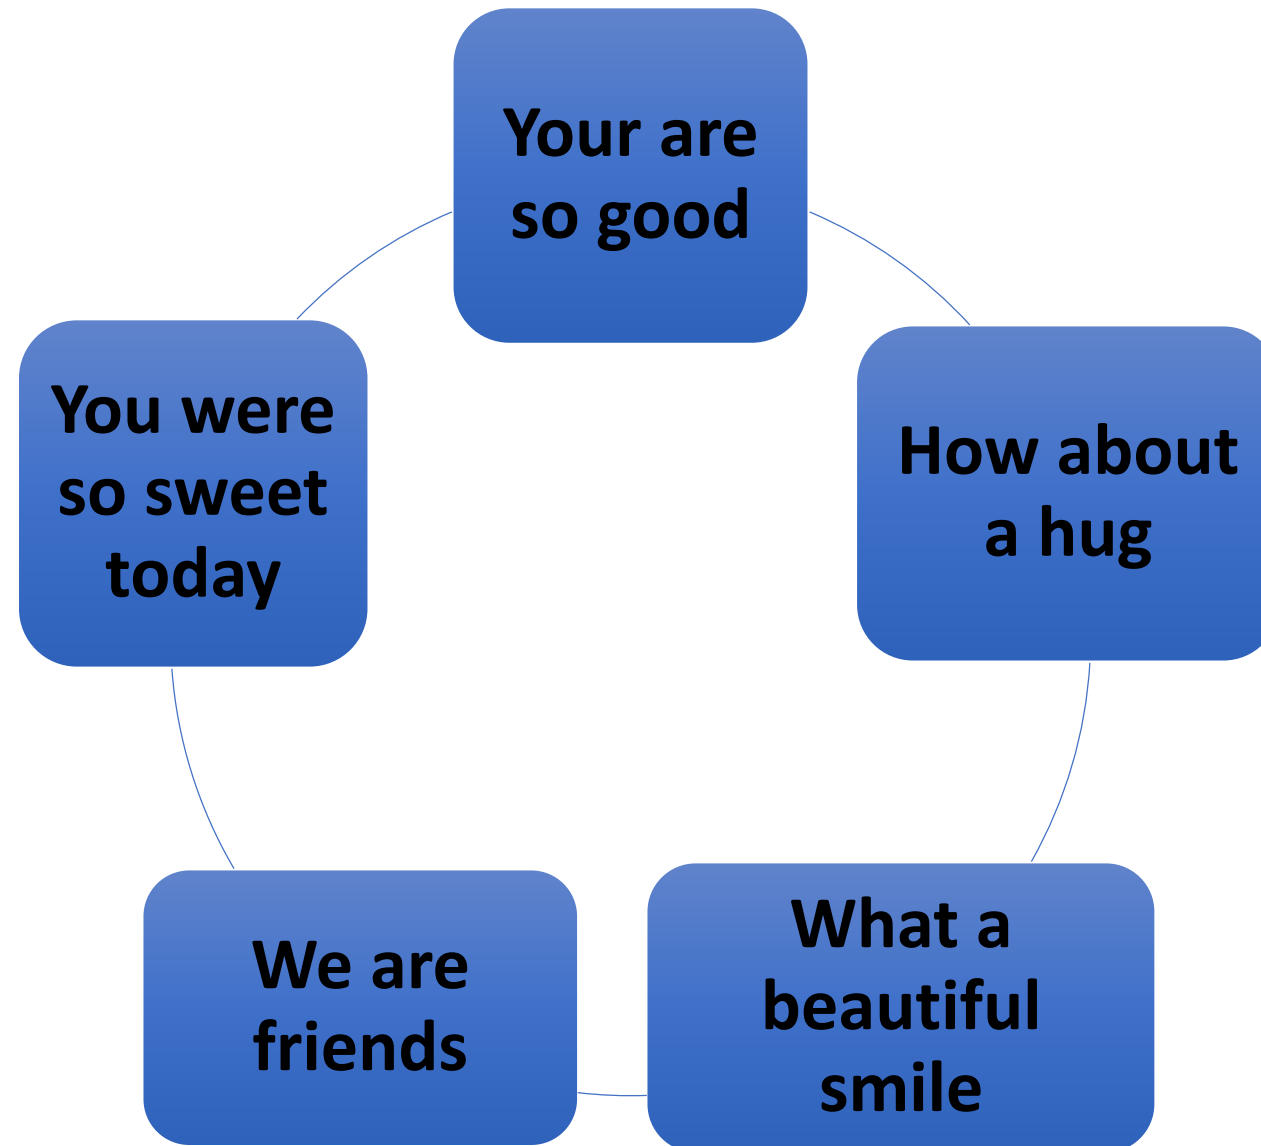 Your are
so good
How about
a hug
What a
beautiful
smile
We are
friends
You were
so sweet
today